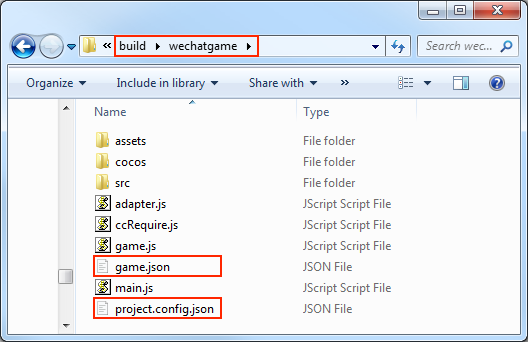 « build wechatgame
Search wec...
Organize Include in library Share with »
Name Type
assets File folder
cocos File folder
src File folder
adapter.js JScript Script File
ccRequire.js JScript Script File
game.js JScript Script File
game.json JSON File
main.js JScript Script File
project.config.json JSON File